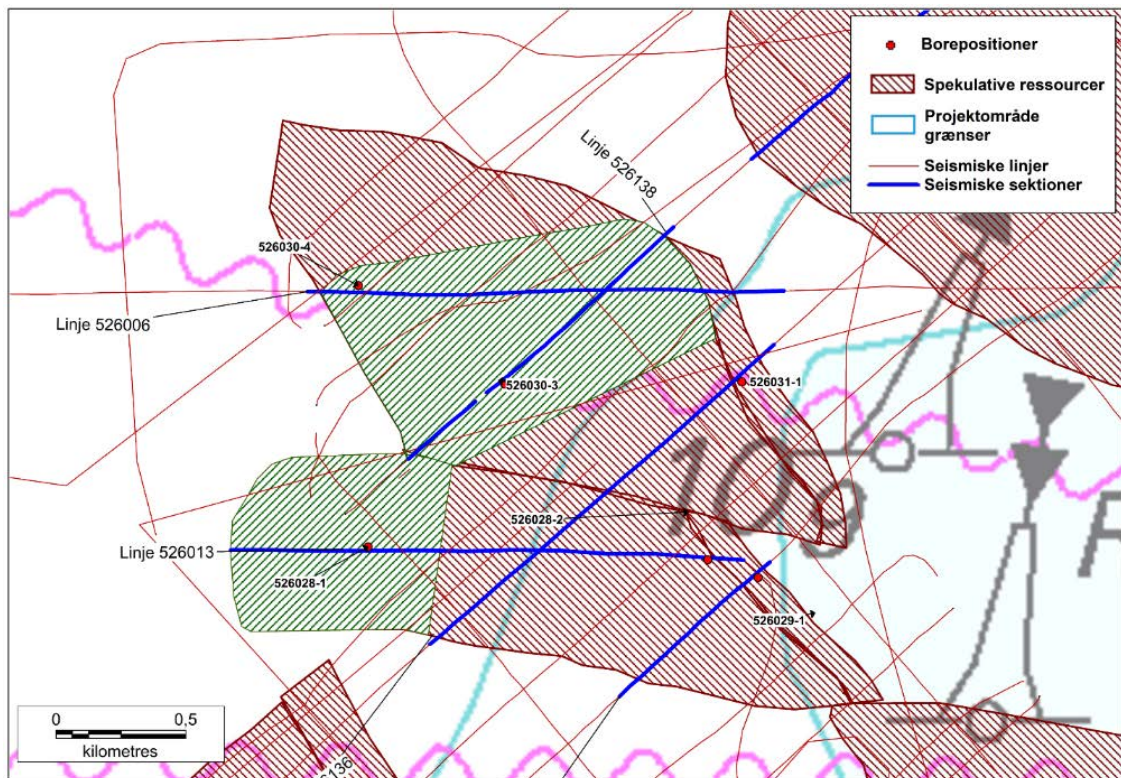 Borepositioner
Spekulative ressourcer
Projektområde
grænser
Seismiske linjer
Seismiske sektioner
Linje 526138
526030-4
Linje 526006
526030-3
526031-1
10g
526028-2
Linje 526013
526028-1
526029-1
0 0,5
kilometres